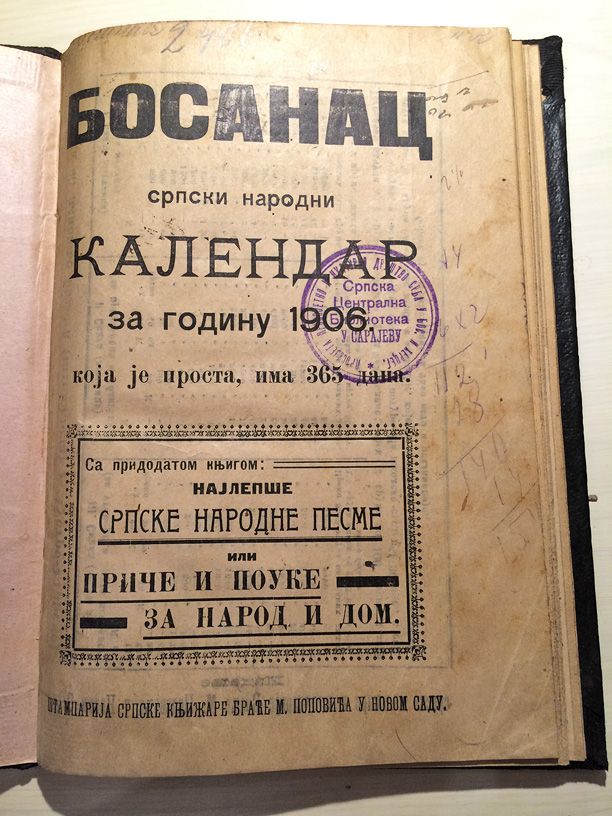 БОСАНАЦ
српски народни
КАЛЕНДАР
за годину 1906.
која је проста, има 365 дана.
Српска
Централна
Библиотека
У САРАЈЕВУ
Са придодатом књигом:
НАЈЛЕПШЕ
СРПСКЕ НАРОДНЕ ПЕСМЕ
или
ПРИЧЕ И ПОУКЕ
ЗА НАРОД И ДОМ.
ШТАМПАРИЈА СРПСКЕ КЊИЖАРЕ БРАЋЕ М. ПОПОВИЋА У НОВОМ САДУ.